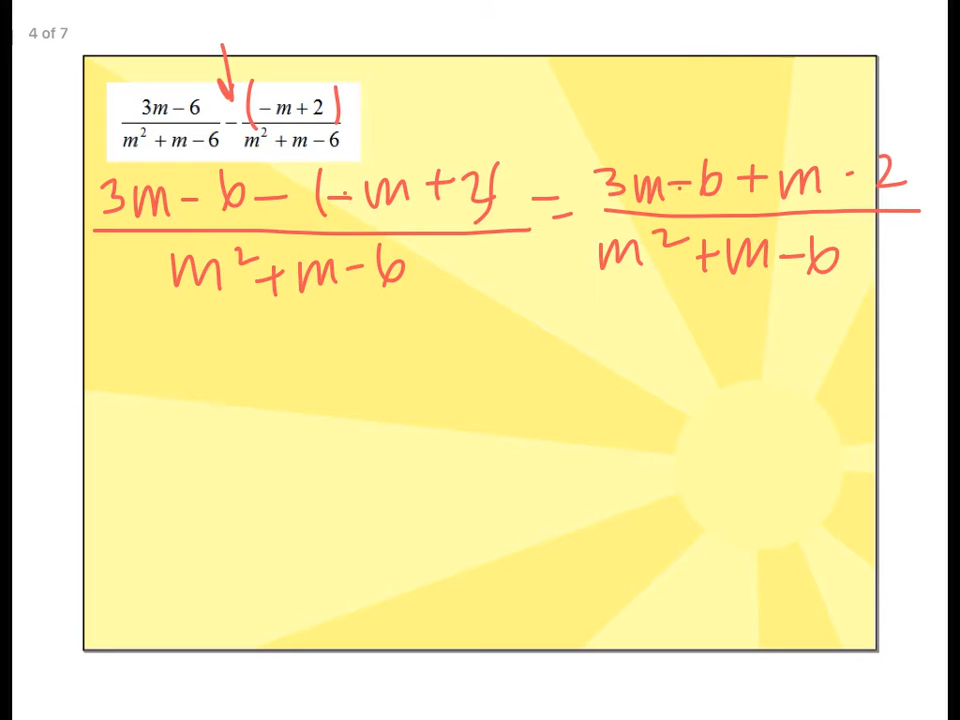 4 of 7
3m − 6 − (−m + 2)
m² + m − 6 m² + m − 6
3m − 6 − (−m + 2) = 3m − 6 + m − 2
m² + m − 6 m² + m − 6